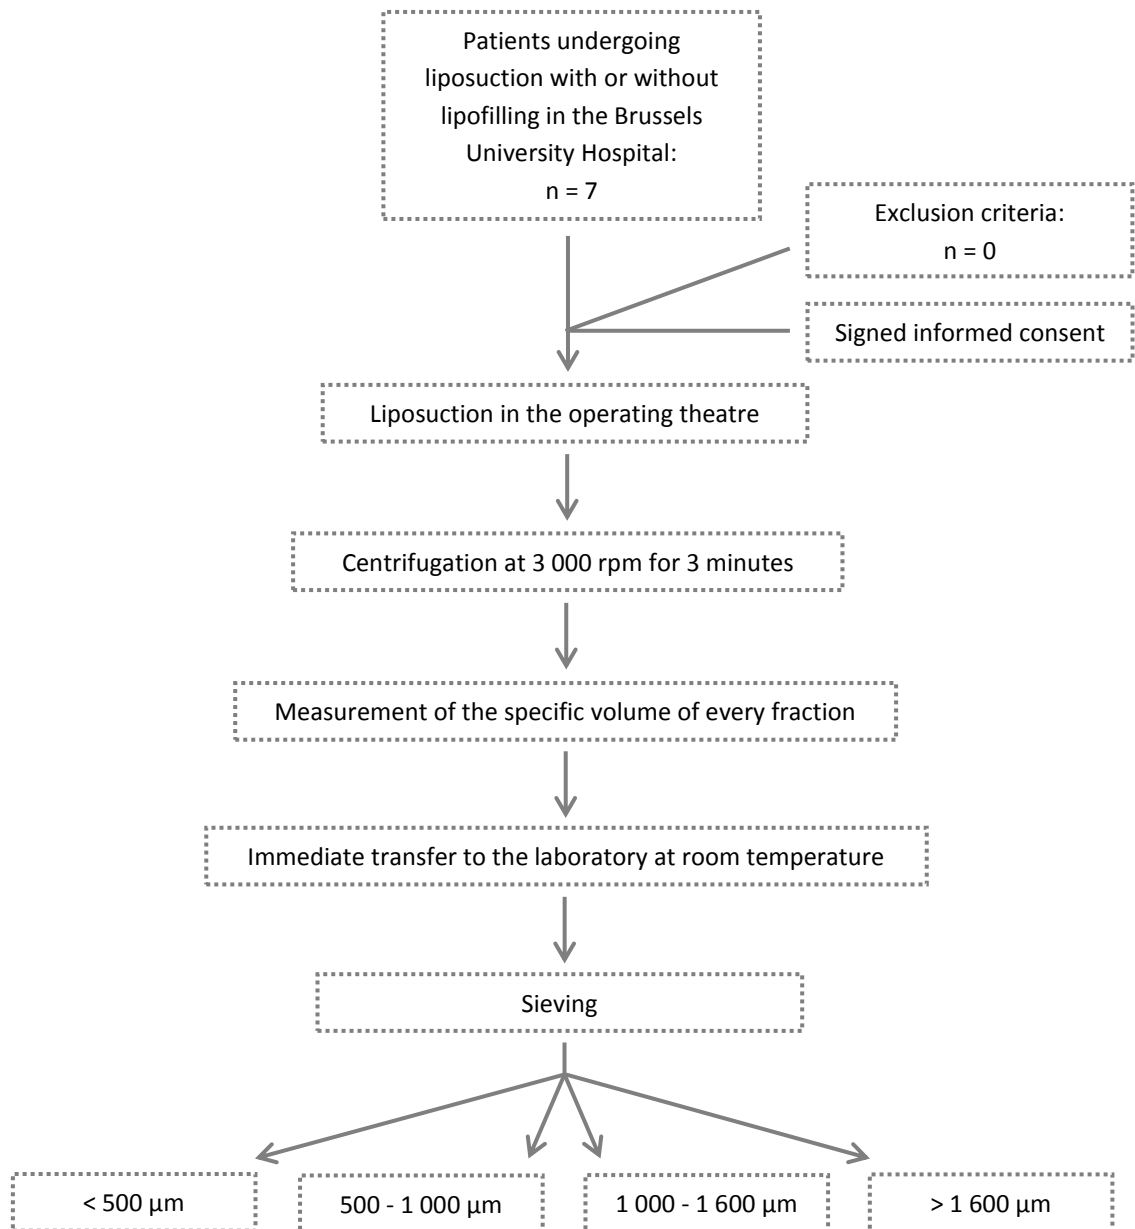 Patients undergoing
liposuction with or without
lipofilling in the Brussels
University Hospital:
n = 7
Exclusion criteria:
n = 0
Signed informed consent
Liposuction in the operating theatre
Centrifugation at 3 000 rpm for 3 minutes
Measurement of the specific volume of every fraction
Immediate transfer to the laboratory at room temperature
Sieving
< 500 µm
500 - 1 000 µm
1 000 - 1 600 µm
> 1 600 µm